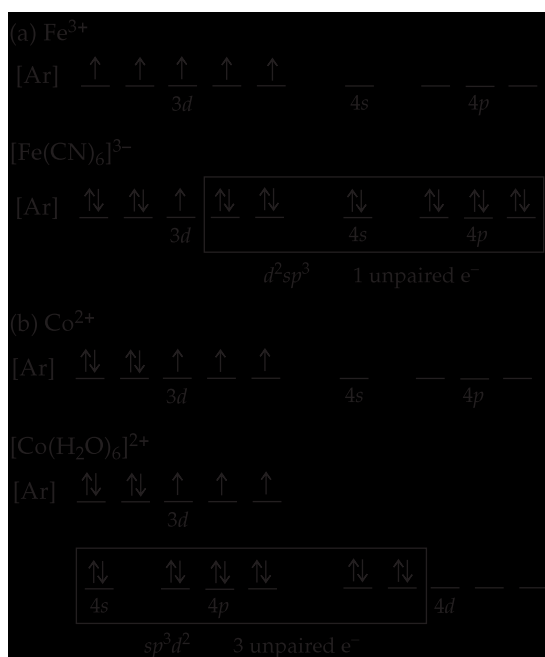 (a) Fe³⁺
[Ar] ↑ ↑ ↑ ↑ ↑
3d 4s 4p
[Fe(CN)₆]³⁻
[Ar] ↑↓ ↑↓ ↑ ↑↓ ↑↓ ↑↓ ↑↓ ↑↓ ↑↓
3d 4s 4p
d²sp³ 1 unpaired e⁻
(b) Co²⁺
[Ar] ↑↓ ↑↓ ↑ ↑ ↑
3d 4s 4p
[Co(H₂O)₆]²⁺
[Ar] ↑↓ ↑↓ ↑ ↑ ↑
3d
↑↓ ↑↓ ↑↓ ↑↓ ↑↓ ↑↓
4s 4p 4d
sp³d² 3 unpaired e⁻